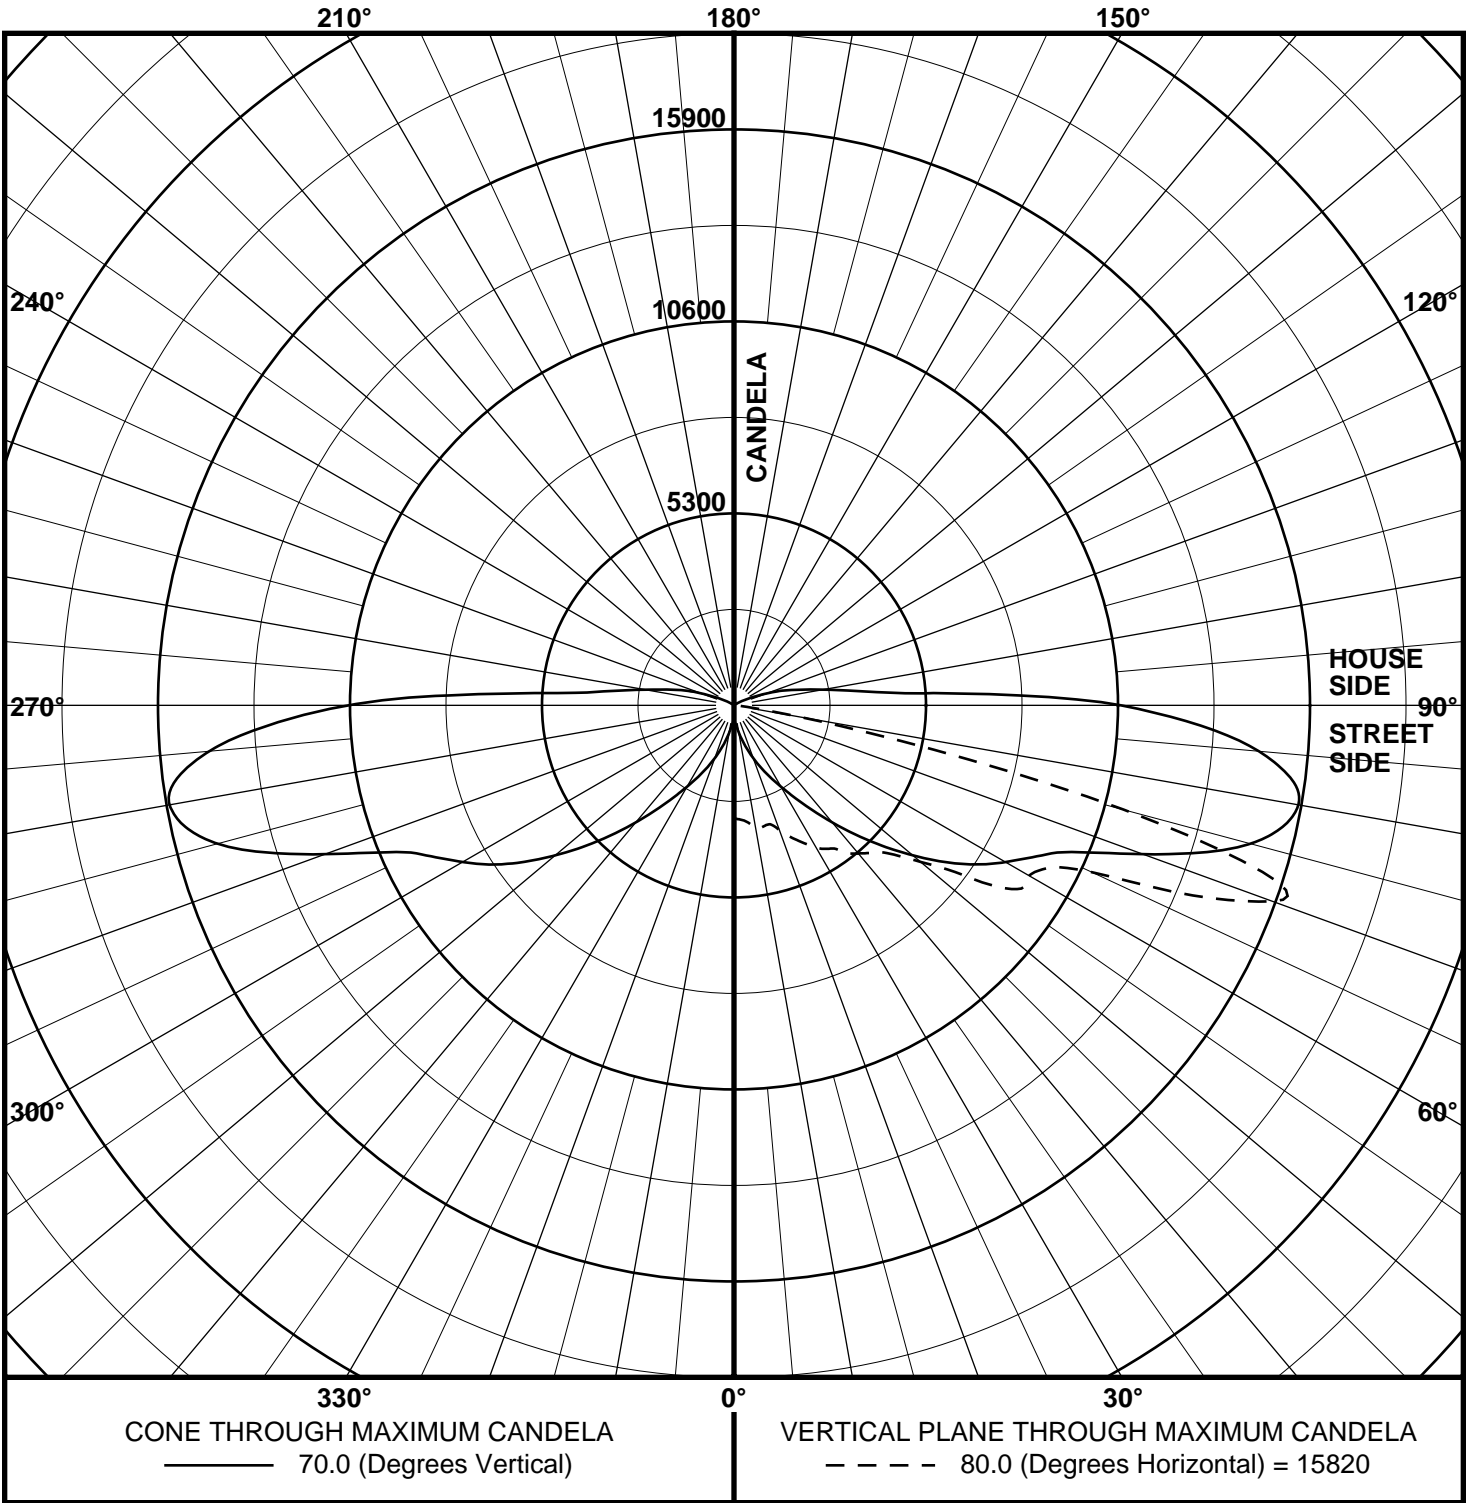 210°
180°
150°
15900
240°
120°
10600
CANDELA
5300
HOUSE
SIDE
270°
90°
STREET
SIDE
300°
60°
330°
0°
30°
CONE THROUGH MAXIMUM CANDELA
70.0 (Degrees Vertical)
VERTICAL PLANE THROUGH MAXIMUM CANDELA
80.0 (Degrees Horizontal) = 15820